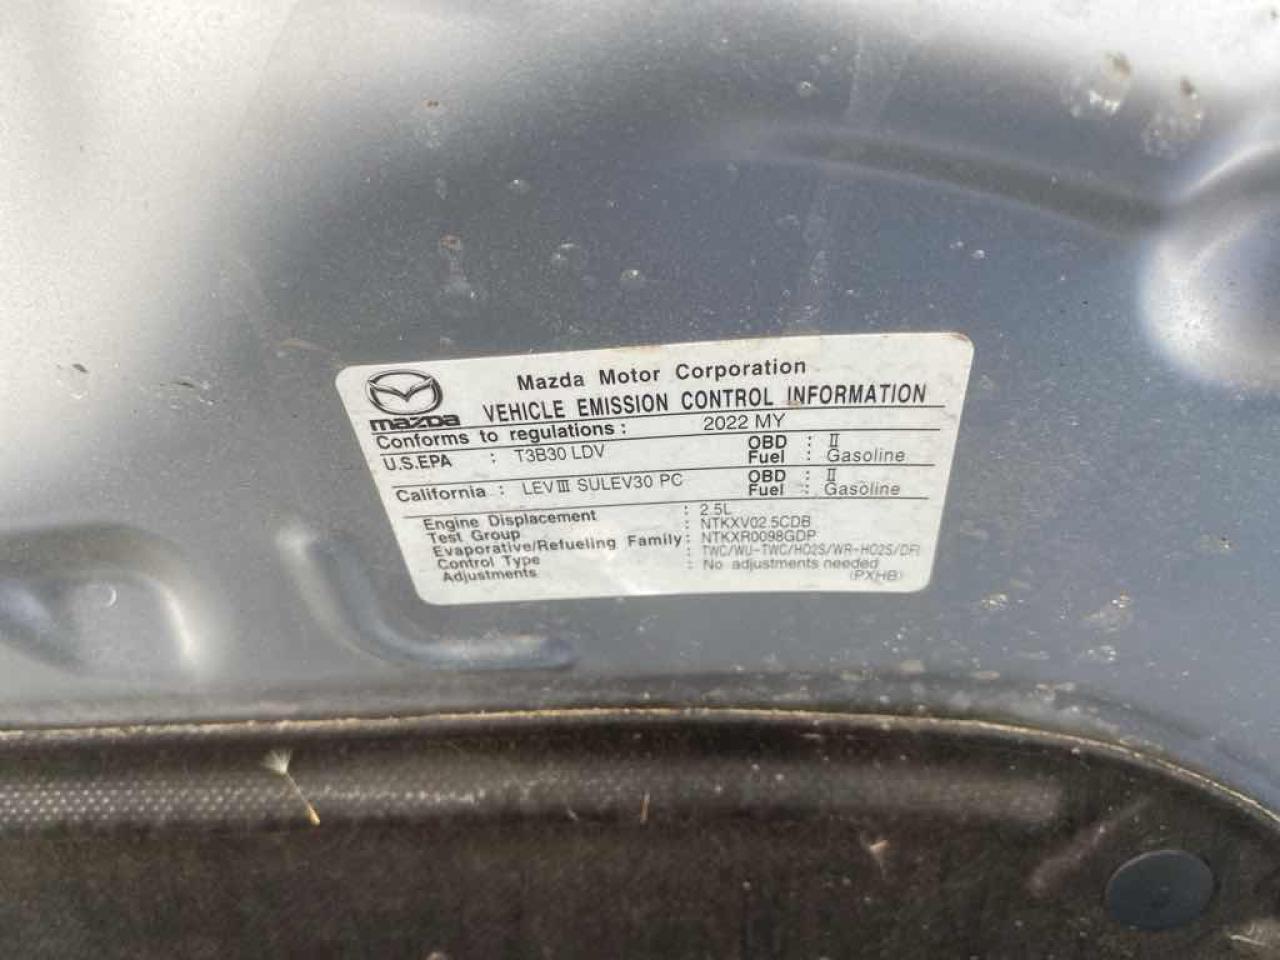 Mazda Motor Corporation
mazda
VEHICLE EMISSION CONTROL INFORMATION
Conforms to regulations : 2022 MY
U.S.EPA : T3B30 LDV OBD : II
Fuel : Gasoline
California : LEV III SULEV30 PC OBD : II
Fuel : Gasoline
Engine Displacement : 2.5L
Test Group : NTKXV02.5CDB
Evaporative/Refueling Family : NTKXR0098GDP
Control Type : TWC/WU-TWC/HO2S/WR-HO2S/DFI
Adjustments : No adjustments needed
(PXHB)